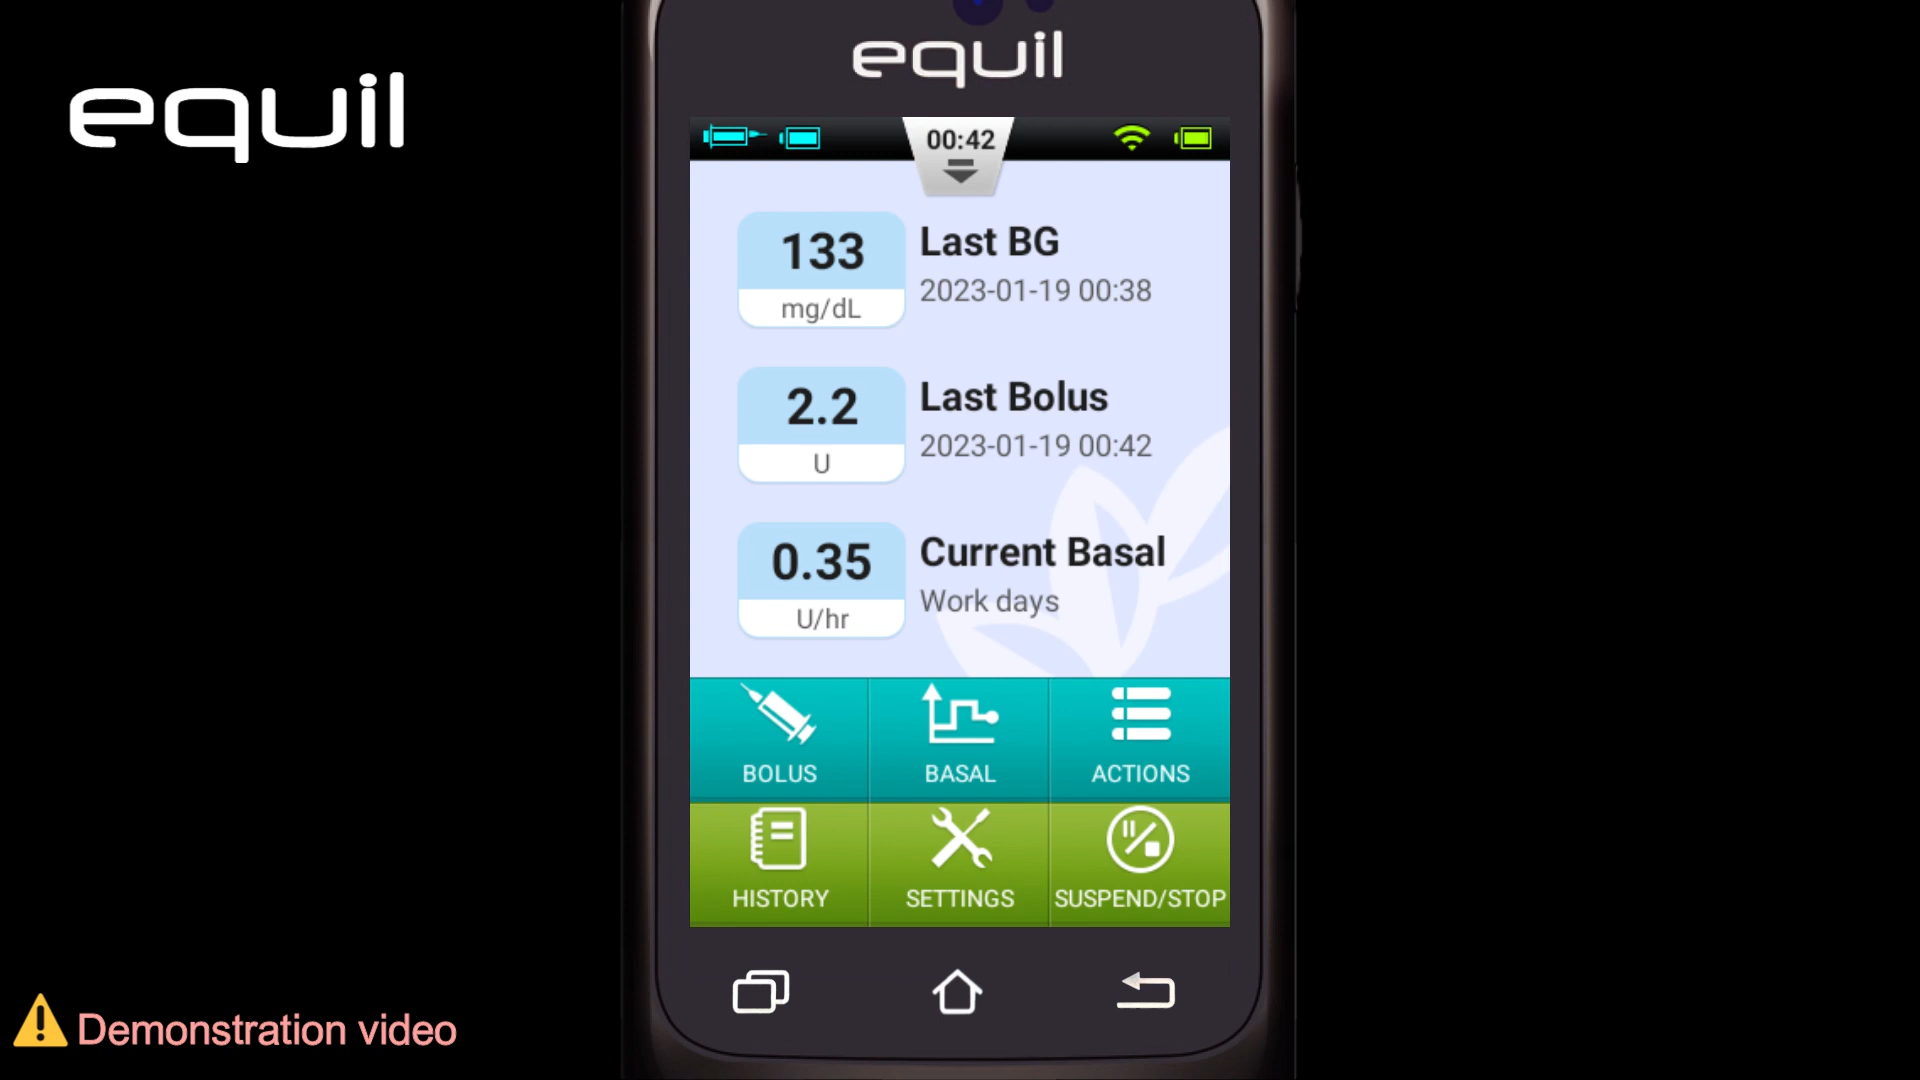 equil
equil
00:42
133
mg/dL
Last BG
2023-01-19 00:38
2.2
U
Last Bolus
2023-01-19 00:42
0.35
U/hr
Current Basal
Work days
BOLUS
BASAL
ACTIONS
HISTORY
SETTINGS
SUSPEND/STOP
Demonstration video